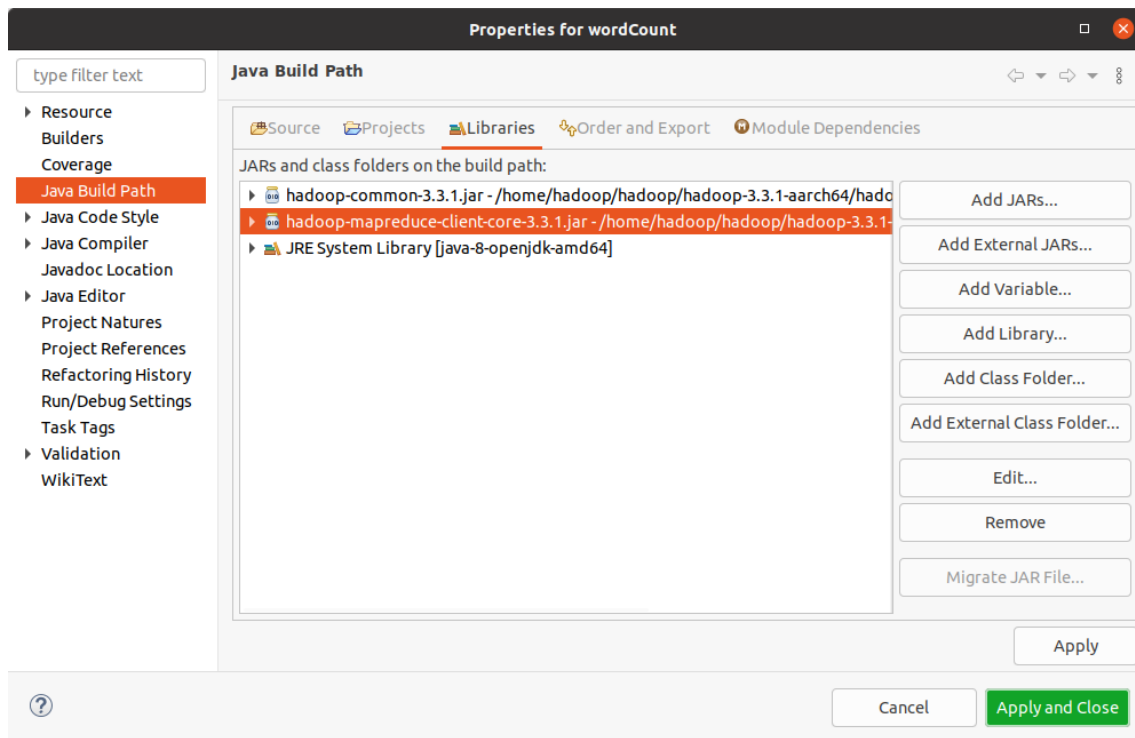 Properties for wordCount
type filter text
Resource
Builders
Coverage
Java Build Path
Java Code Style
Java Compiler
Javadoc Location
Java Editor
Project Natures
Project References
Refactoring History
Run/Debug Settings
Task Tags
Validation
WikiText
Java Build Path
Source Projects Libraries Order and Export Module Dependencies
JARs and class folders on the build path:
hadoop-common-3.3.1.jar - /home/hadoop/hadoop/hadoop-3.3.1-aarch64/hado
hadoop-mapreduce-client-core-3.3.1.jar - /home/hadoop/hadoop/hadoop-3.3.1-
JRE System Library [java-8-openjdk-amd64]
Add JARs...
Add External JARs...
Add Variable...
Add Library...
Add Class Folder...
Add External Class Folder...
Edit...
Remove
Migrate JAR File...
Apply
Cancel
Apply and Close